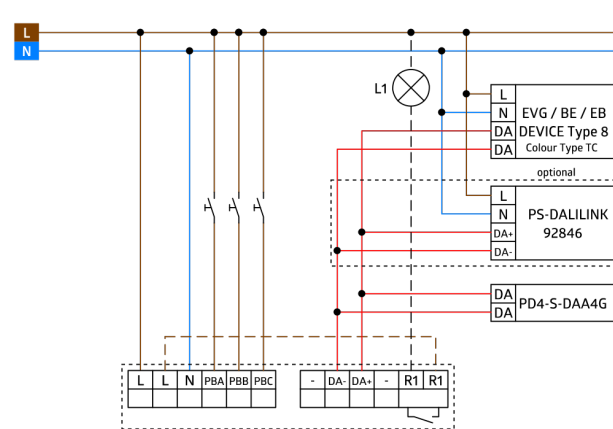 L
N
L1
L
N EVG / BE / EB
DA DEVICE Type 8
DA Colour Type TC
optional
L
N PS-DALILINK
DA+ 92846
DA-
DA PD4-S-DAA4G
DA
L L N PBA PBB PBC - DA- DA+ - R1 R1